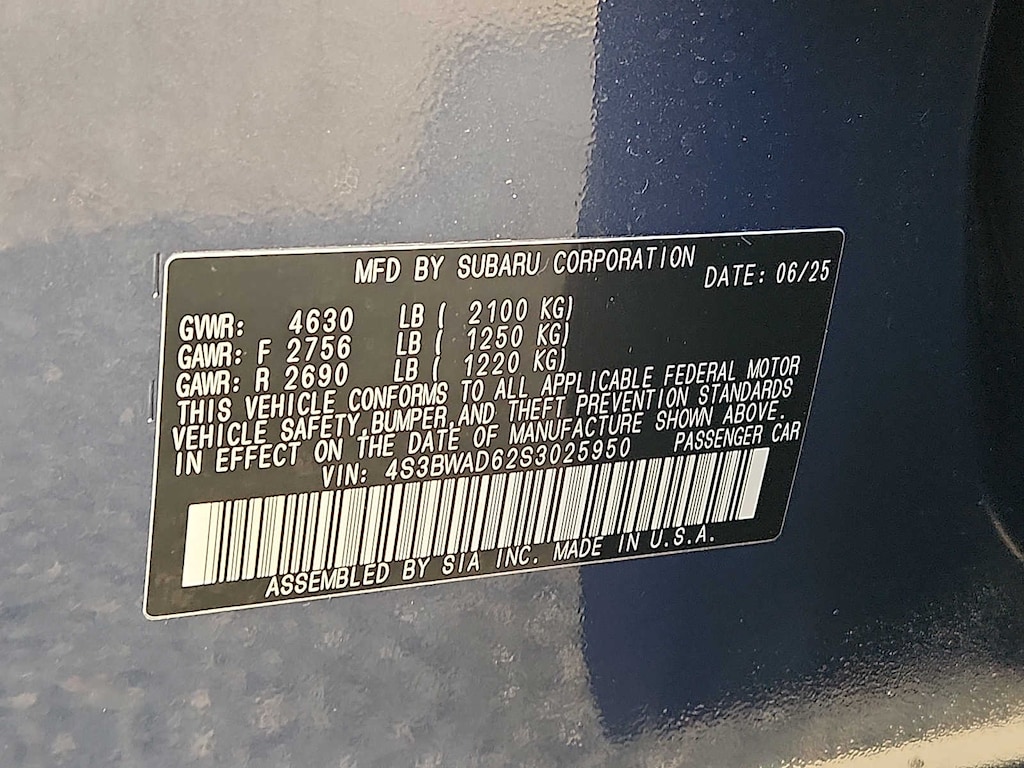 MFD BY SUBARU CORPORATION DATE: 06/25
GVWR: 4630 LB ( 2100 KG)
GAWR: F 2756 LB ( 1250 KG)
GAWR: R 2690 LB ( 1220 KG)
THIS VEHICLE CONFORMS TO ALL APPLICABLE FEDERAL MOTOR
VEHICLE SAFETY,BUMPER,AND THEFT PREVENTION STANDARDS
IN EFFECT ON THE DATE OF MANUFACTURE SHOWN ABOVE.
VIN: 4S3BWAD62S3025950 PASSENGER CAR
ASSEMBLED BY SIA INC. MADE IN U.S.A.